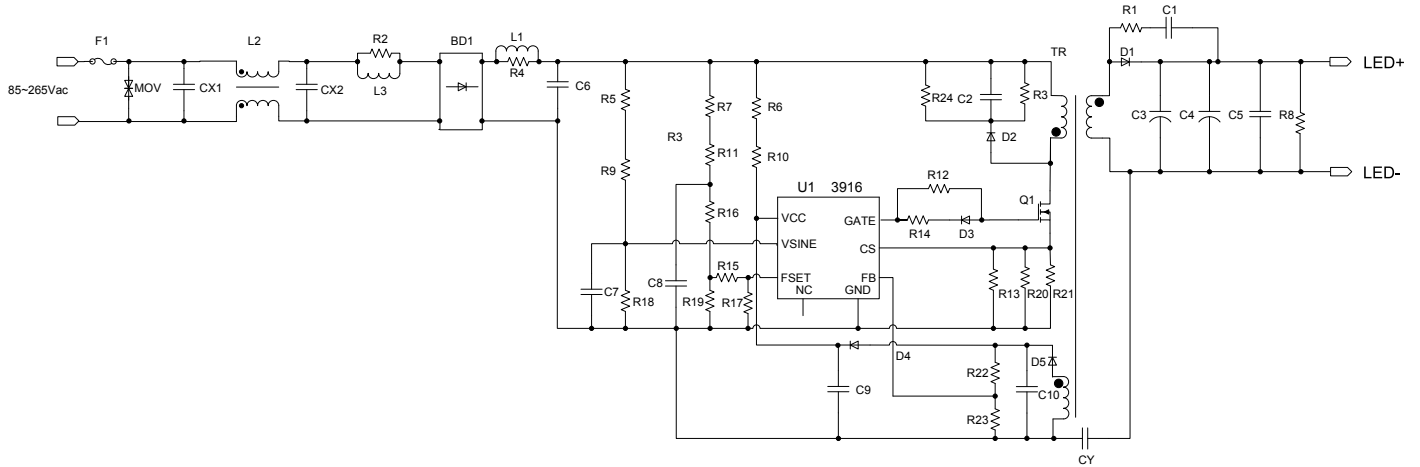 F1
L2
R2
BD1
L1
TR
R1
C1
85~265Vac
MOV
CX1
CX2
L3
R4
C6
R5
R7
R6
R24
C2
R3
D1
LED+
C3
C4
C5
R8
R3
R9
R11
R10
D2
LED-
U1 3916
R12
Q1
R16
VCC
GATE
R14
D3
VSINE
CS
C7
R18
C8
R15
FSET
FB
R19
R17
NC
GND
R13
R20
R21
D4
D5
C9
R22
C10
R23
CY